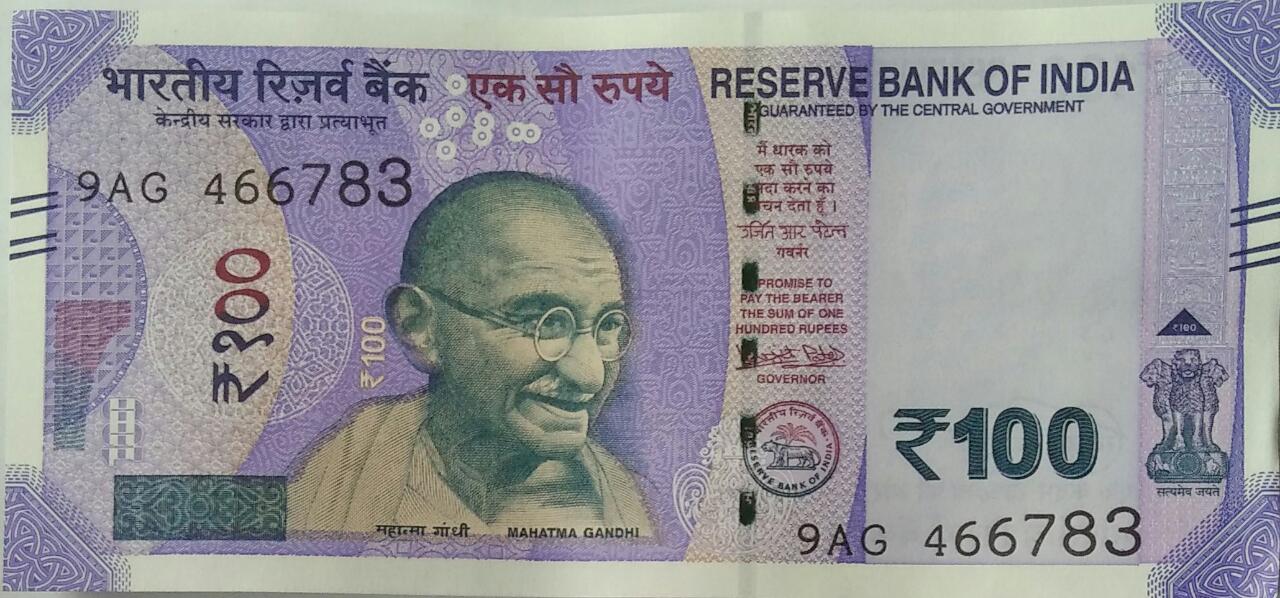 भारतीय रिज़र्व बैंक
केन्द्रीय सरकार द्वारा प्रत्याभूत
एक सौ रुपये
RESERVE BANK OF INDIA
GUARANTEED BY THE CENTRAL GOVERNMENT
9AG 466783
₹१००
₹100
मैं धारक को
एक सौ रुपये
अदा करने का
वचन देता हूँ ।
उर्जित आर पटेल
गवर्नर
I PROMISE TO
PAY THE BEARER
THE SUM OF ONE
HUNDRED RUPEES
GOVERNOR
भारतीय रिज़र्व बैंक
RESERVE BANK OF INDIA
₹100
सत्यमेव जयते
महात्मा गांधी
MAHATMA GANDHI
9AG 466783